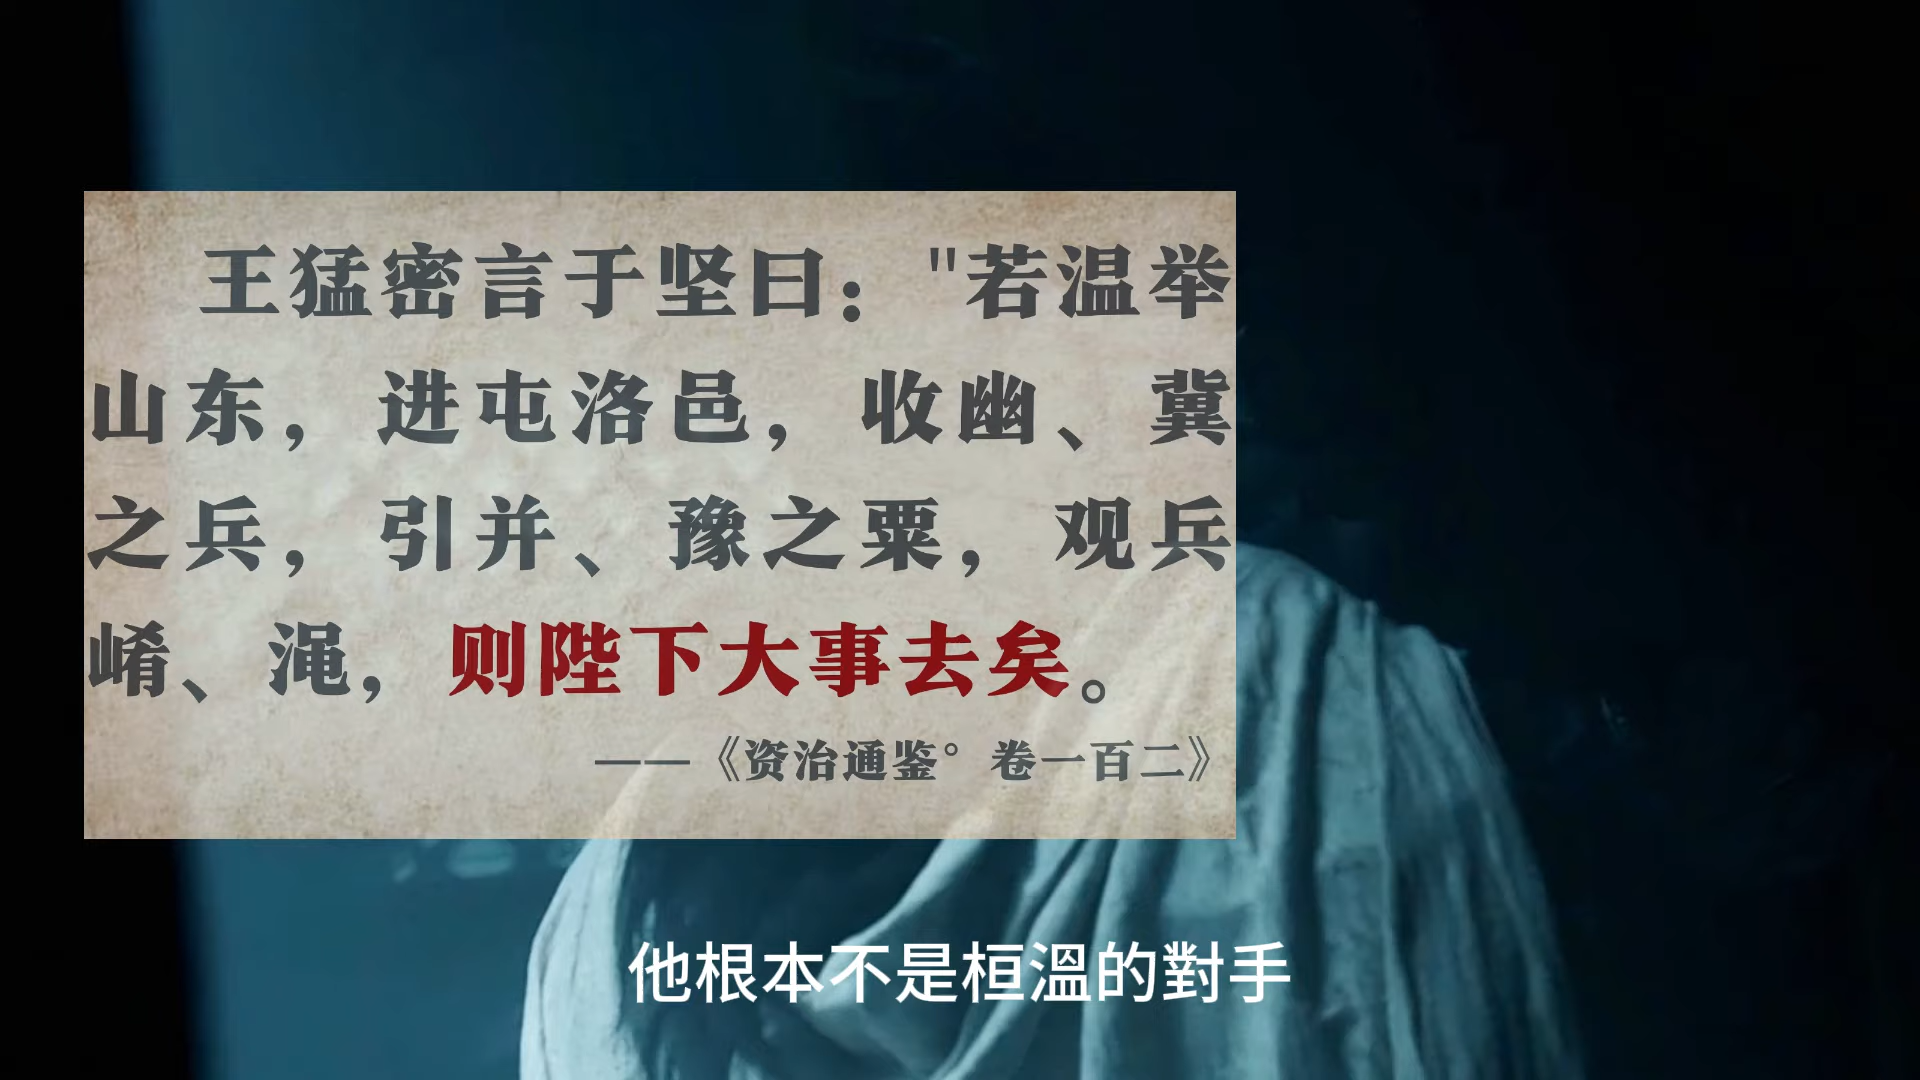 王猛密言于坚曰："若温举
山东，进屯洛邑，收幽、冀
之兵，引并、豫之粟，观兵
崤、渑，则陛下大事去矣。
——《资治通鉴°卷一百二》
他根本不是桓溫的對手